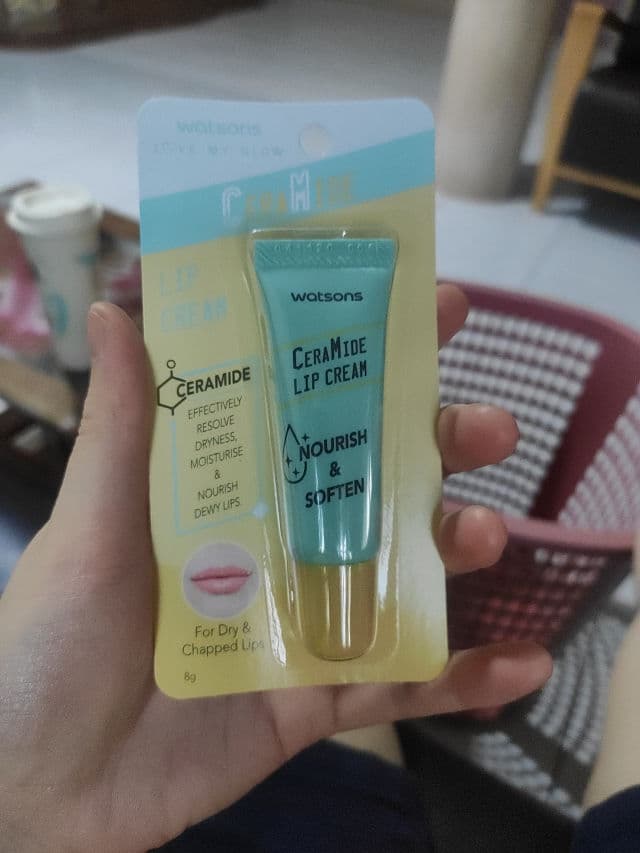 watsons
LOVE MY GLOW
CERAMIDE
LIP
CREAM
CERAMIDE
EFFECTIVELY
RESOLVE
DRYNESS,
MOISTURISE
&
NOURISH
DEWY LIPS.
For Dry &
Chapped Lips
8g
watsons
CERAMIDE
LIP CREAM
NOURISH
&
SOFTEN